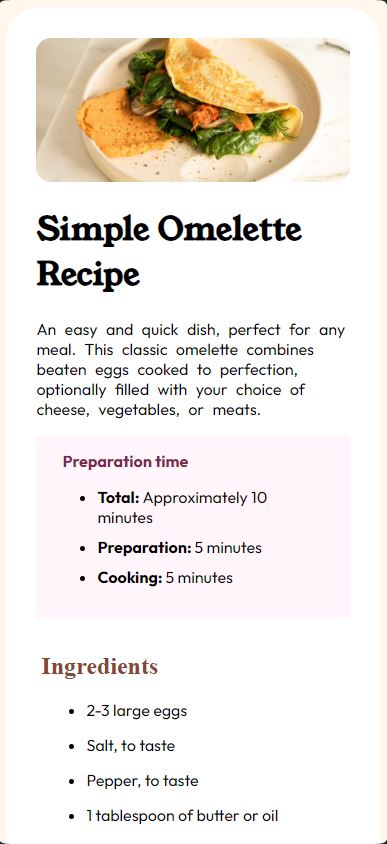 Simple Omelette
Recipe
An easy and quick dish, perfect for any
meal. This classic omelette combines
beaten eggs cooked to perfection,
optionally filled with your choice of
cheese, vegetables, or meats.
Preparation time
• Total: Approximately 10
minutes
• Preparation: 5 minutes
• Cooking: 5 minutes
Ingredients
• 2-3 large eggs
• Salt, to taste
• Pepper, to taste
• 1 tablespoon of butter or oil